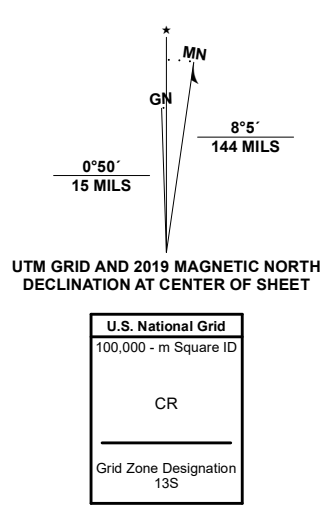 ★
MN
GN
8°5´
144 MILS
0°50´
15 MILS
UTM GRID AND 2019 MAGNETIC NORTH
DECLINATION AT CENTER OF SHEET
U.S. National Grid
100,000 - m Square ID
CR
Grid Zone Designation
13S